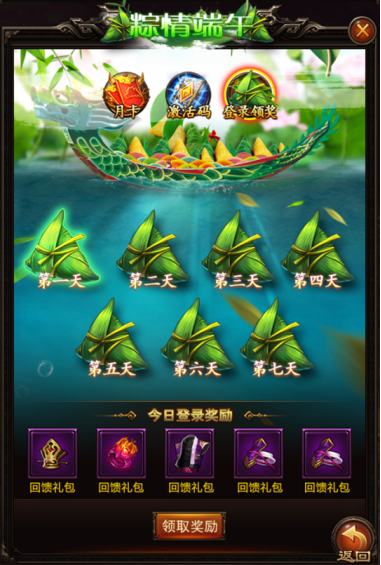 粽情端午
月卡 激活码 登录领奖
第一天 第二天 第三天 第四天
第五天 第六天 第七天
今日登录奖励
回馈礼包 回馈礼包 回馈礼包 回馈礼包 回馈礼包
领取奖励
返回